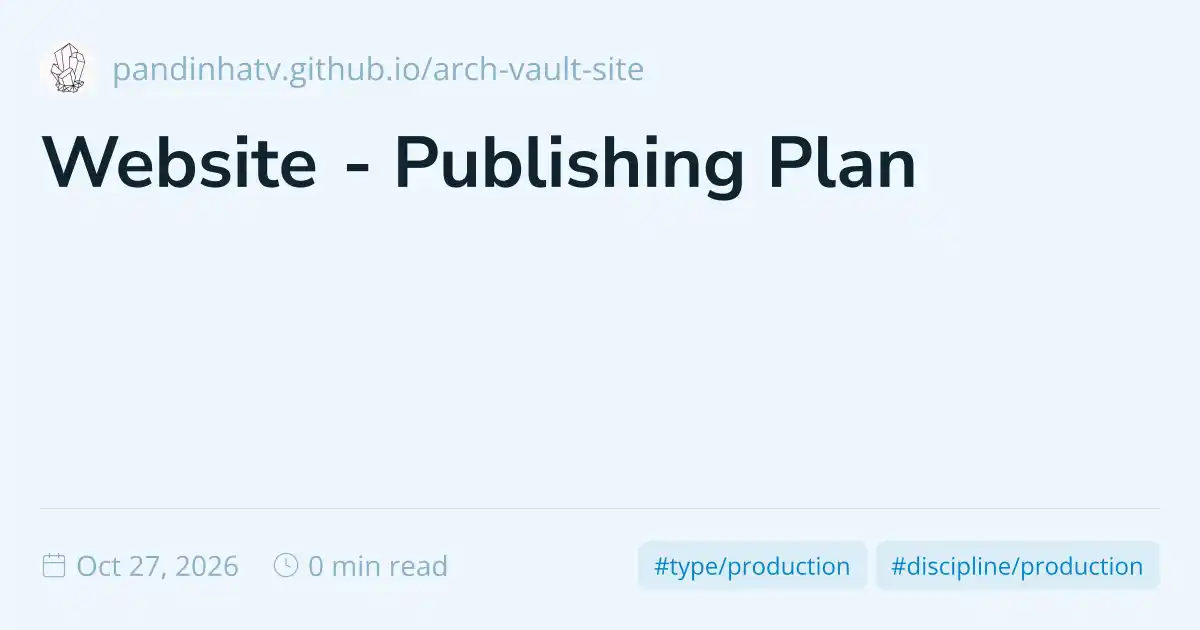 pandinhatv.github.io/arch-vault-site
Website - Publishing Plan
Oct 27, 2026 0 min read #type/production #discipline/production